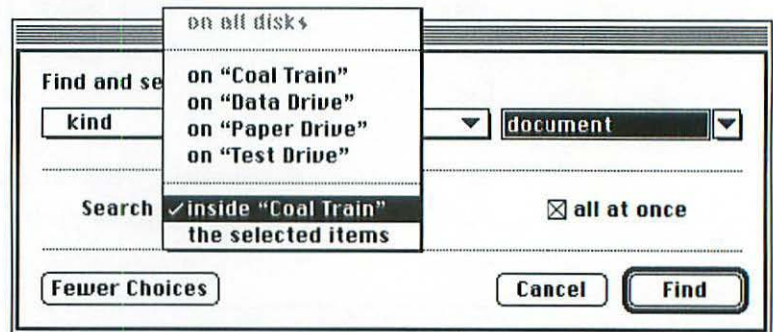 on all disks
on “Coal Train”
Find and se
on “Data Drive”
kind
on “Paper Drive”
document
on “Test Drive”
Search
✓inside “Coal Train”
all at once
the selected items
Fewer Choices
Cancel
Find